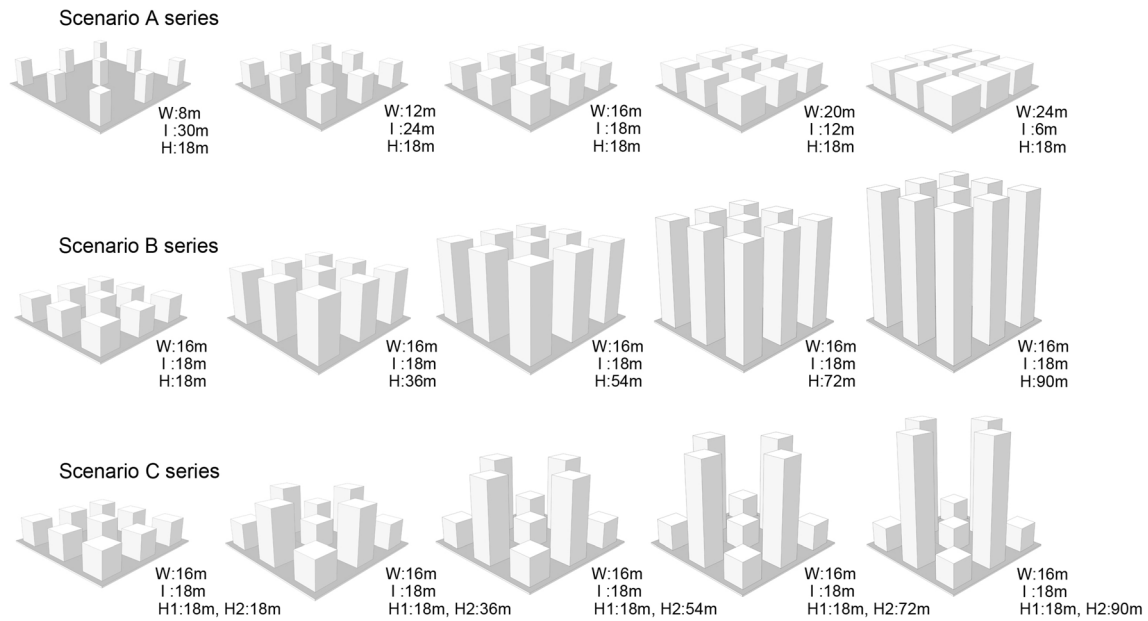 Scenario A series
W:8m
I :30m
H:18m
W:12m
I :24m
H:18m
W:16m
I :18m
H:18m
W:20m
I :12m
H:18m
W:24m
I :6m
H:18m
Scenario B series
W:16m
I :18m
H:18m
W:16m
I :18m
H:36m
W:16m
I :18m
H:54m
W:16m
I :18m
H:72m
W:16m
I :18m
H:90m
Scenario C series
W:16m
I :18m
H1:18m, H2:18m
W:16m
I :18m
H1:18m, H2:36m
W:16m
I :18m
H1:18m, H2:54m
W:16m
I :18m
H1:18m, H2:72m
W:16m
I :18m
H1:18m, H2:90m